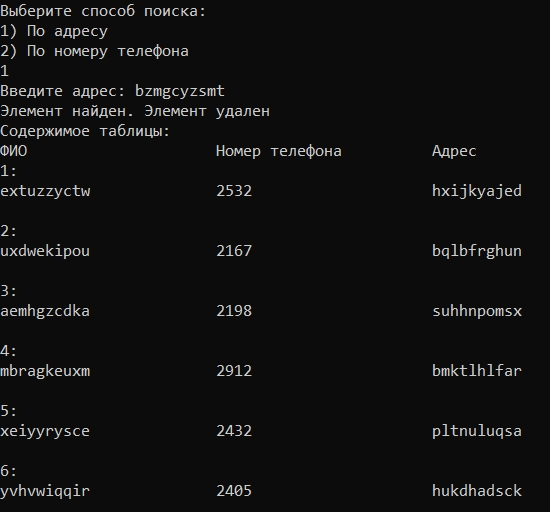 Выберите способ поиска:
1) По адресу
2) По номеру телефона
1
Введите адрес: bzmgcyzsmt
Элемент найден. Элемент удален
Содержимое таблицы:
ФИО Номер телефона Адрес
1:
extuzzyctw 2532 hxijkyajed
2:
uxdwekipou 2167 bqlbfrghun
3:
aemhgzcdka 2198 suhhnpomsx
4:
mbragkeuxm 2912 bmktlhlfar
5:
xeiyyrysce 2432 pltnuluqsa
6:
yvhvwiqqir 2405 hukdhadsck